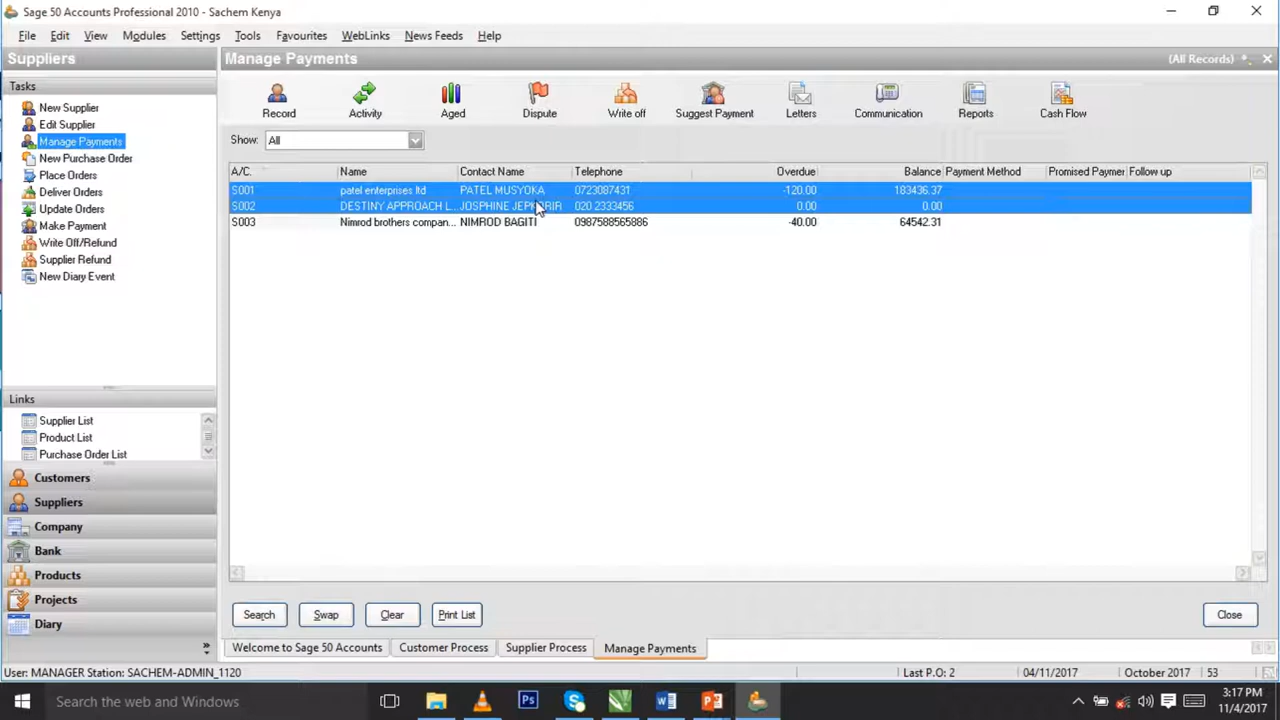 Sage 50 Accounts Professional 2010 - Sachem Kenya
File Edit View Modules Settings Tools Favourites WebLinks News Feeds Help
Suppliers
Manage Payments (All Records)
Tasks
New Supplier
Edit Supplier
Manage Payments
New Purchase Order
Place Orders
Deliver Orders
Update Orders
Make Payment
Write Off/Refund
Supplier Refund
New Diary Event
Links
Supplier List
Product List
Purchase Order List
Customers
Suppliers
Company
Bank
Products
Projects
Diary
Record Activity Aged Dispute Write off Suggest Payment Letters Communication Reports Cash Flow
Show: All
A/C. Name Contact Name Telephone Overdue Balance Payment Method Promised Paymer Follow up
S001 patel enterprises ltd PATEL MUSYOKA 0723087431 -120.00 183436.37
S002 DESTINY APPROACH L... JOSPHINE 020 2333456 0.00 0.00
S003 Nimrod brothers compan... NIMROD BAGITI 0987588565886 -40.00 64542.31
Search Swap Clear Print List Close
Welcome to Sage 50 Accounts Customer Process Supplier Process Manage Payments
User: MANAGER Station: SACHEM-ADMIN_1120 Last P.O: 2 04/11/2017 October 2017 53
Search the web and Windows
3:17 PM
11/4/2017